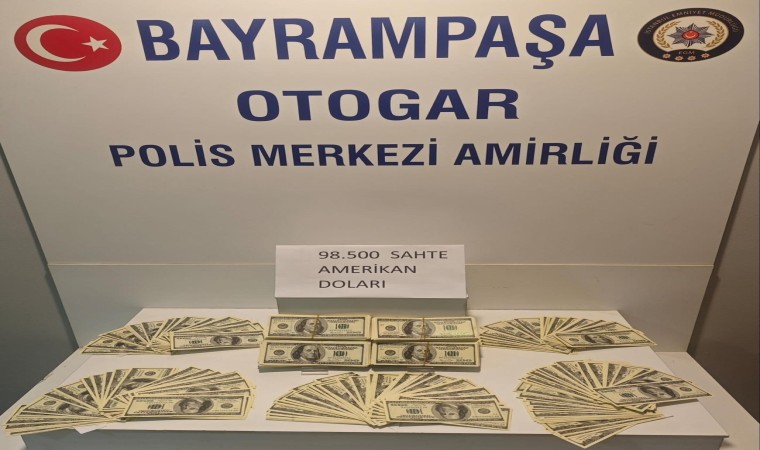 BAYRAMPAŞA
OTOGAR
POLİS MERKEZİ AMİRLİĞİ
98.500 SAHTE
AMERİKAN
DOLARI